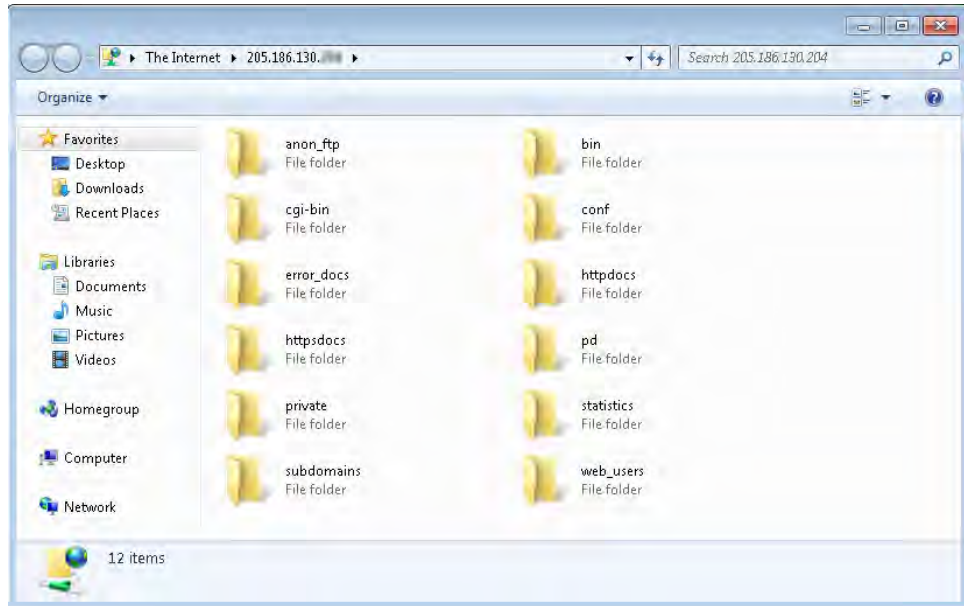 The Internet ▸ 205.186.130. ▸
Search 205.186.130.204
Organize
Favorites
Desktop
Downloads
Recent Places
Libraries
Documents
Music
Pictures
Videos
Homegroup
Computer
Network
anon_ftp
File folder
bin
File folder
cgi-bin
File folder
conf
File folder
error_docs
File folder
httpdocs
File folder
httpsdocs
File folder
pd
File folder
private
File folder
statistics
File folder
subdomains
File folder
web_users
File folder
12 items